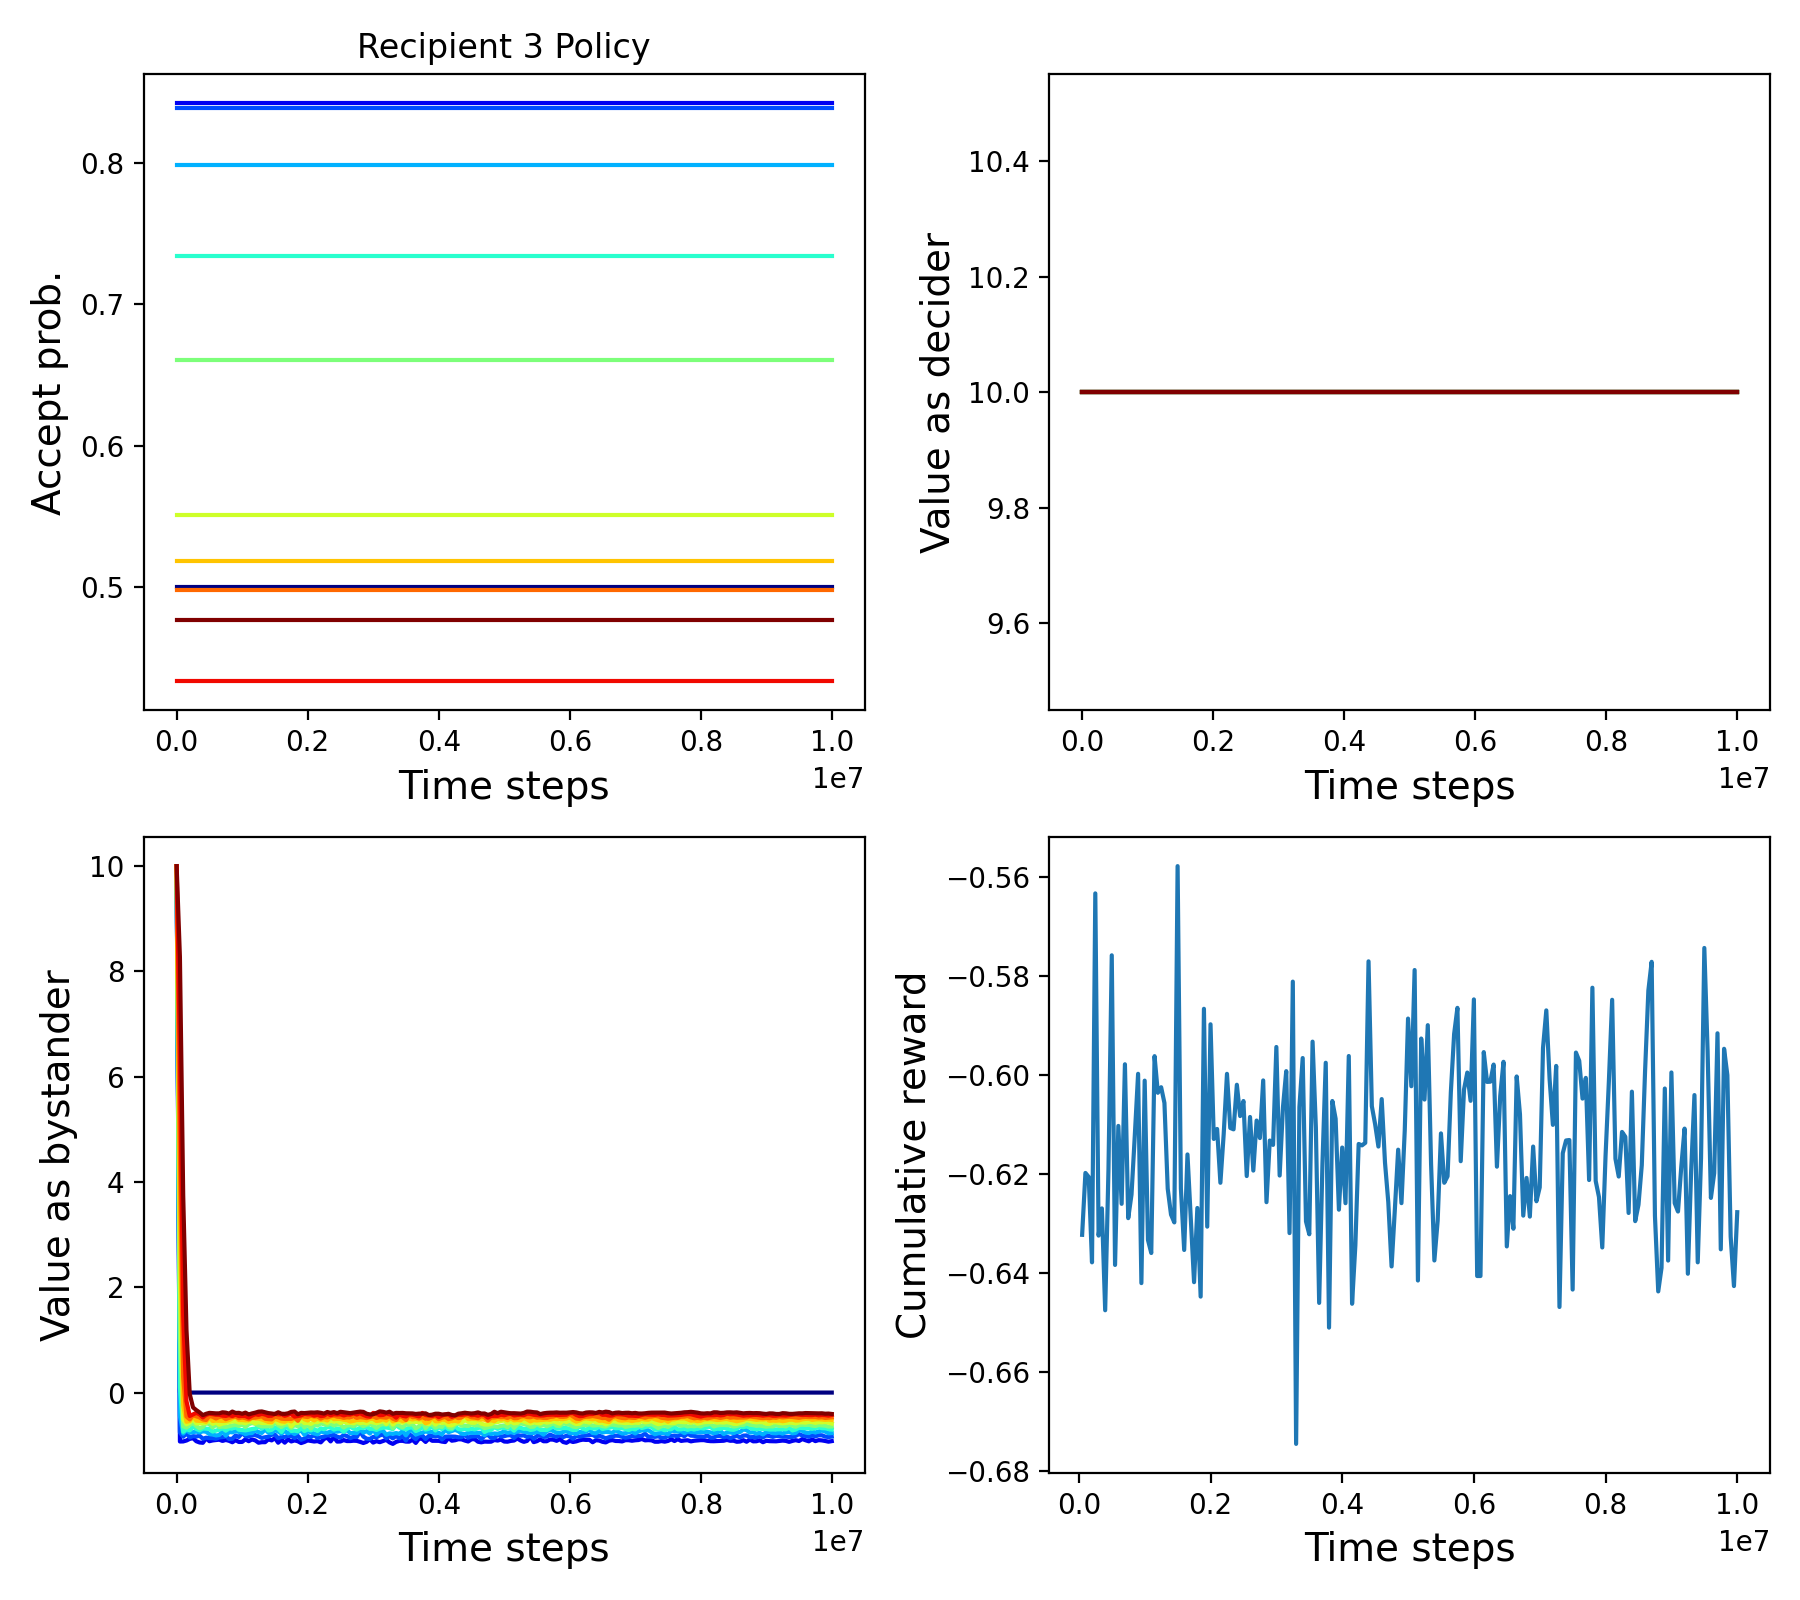 Recipient 3 Policy
Accept prob.
0.8
0.7
0.6
0.5
0.0 0.2 0.4 0.6 0.8 1.0
1e7
Time steps
Value as decider
10.4
10.2
10.0
9.8
9.6
0.0 0.2 0.4 0.6 0.8 1.0
1e7
Time steps
Value as bystander
10
8
6
4
2
0
0.0 0.2 0.4 0.6 0.8 1.0
1e7
Time steps
Cumulative reward
−0.56
−0.58
−0.60
−0.62
−0.64
−0.66
−0.68
0.0 0.2 0.4 0.6 0.8 1.0
1e7
Time steps